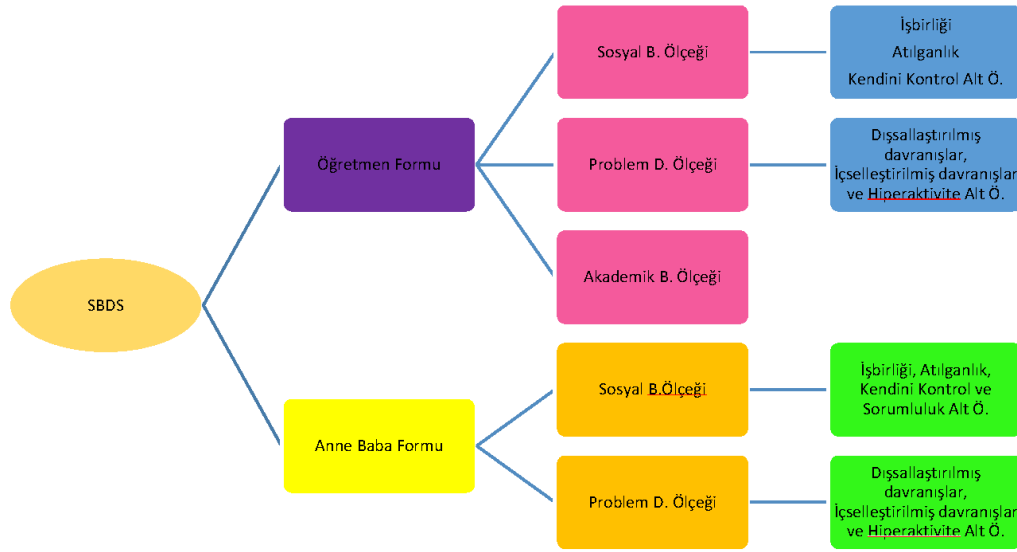 SBDS
Öğretmen Formu
Sosyal B. Ölçeği
İşbirliği
Atılganlık
Kendini Kontrol Alt Ö.
Problem D. Ölçeği
Dışsallaştırılmış
davranışlar,
İçselleştirilmiş davranışlar
ve Hiperaktivite Alt Ö.
Akademik B. Ölçeği
Anne Baba Formu
Sosyal B.Ölçeği
İşbirliği, Atılganlık,
Kendini Kontrol ve
Sorumluluk Alt Ö.
Problem D. Ölçeği
Dışsallaştırılmış
davranışlar,
İçselleştirilmiş davranışlar
ve Hiperaktivite Alt Ö.